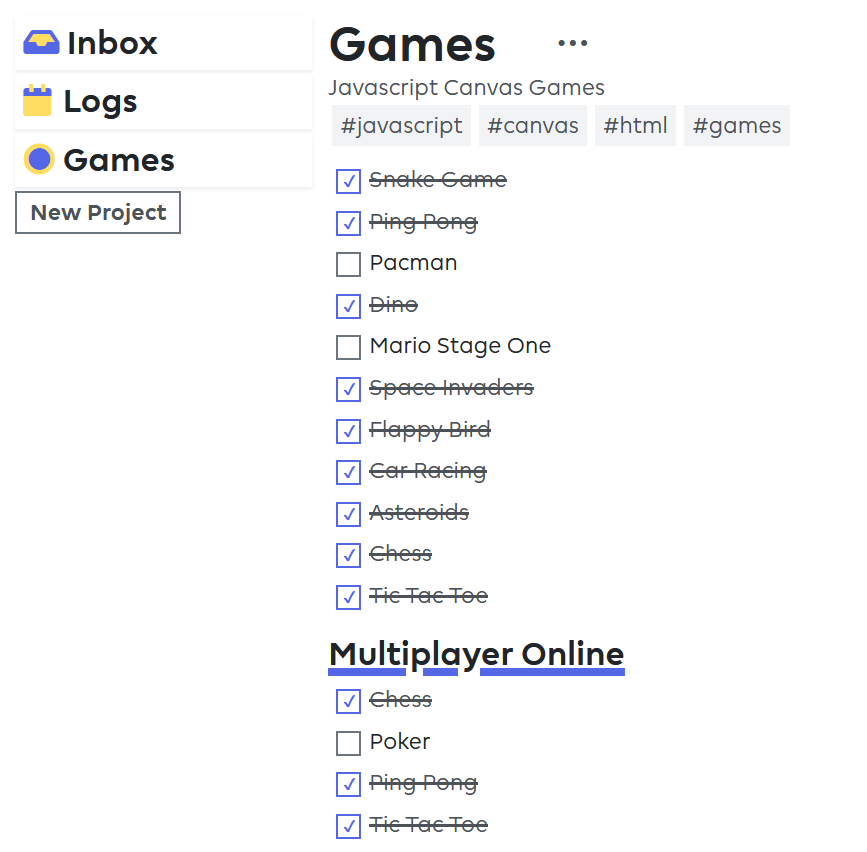 Inbox
Logs
Games
New Project
Games
Javascript Canvas Games
#javascript #canvas #html #games
Snake Game
Ping Pong
Pacman
Dino
Mario Stage One
Space Invaders
Flappy Bird
Car Racing
Asteroids
Chess
Tic Tac Toe
Multiplayer Online
Chess
Poker
Ping Pong
Tic Tac Toe